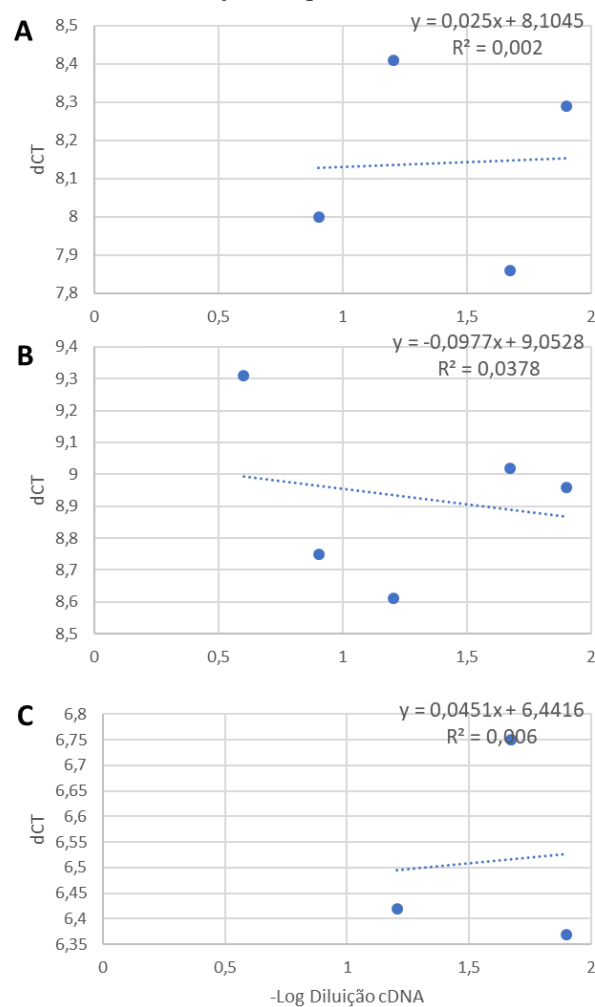 A
y = 0,025x + 8,1045
R² = 0,002
8,5
8,4
8,3
8,2
8,1
8
7,9
7,8
dCT
0 0,5 1 1,5 2
B
y = -0,0977x + 9,0528
R² = 0,0378
9,4
9,3
9,2
9,1
9
8,9
8,8
8,7
8,6
8,5
dCT
0 0,5 1 1,5 2
C
y = 0,0451x + 6,4416
R² = 0,006
6,8
6,75
6,7
6,65
6,6
6,55
6,5
6,45
6,4
6,35
dCT
0 0,5 1 1,5 2
-Log Diluição cDNA